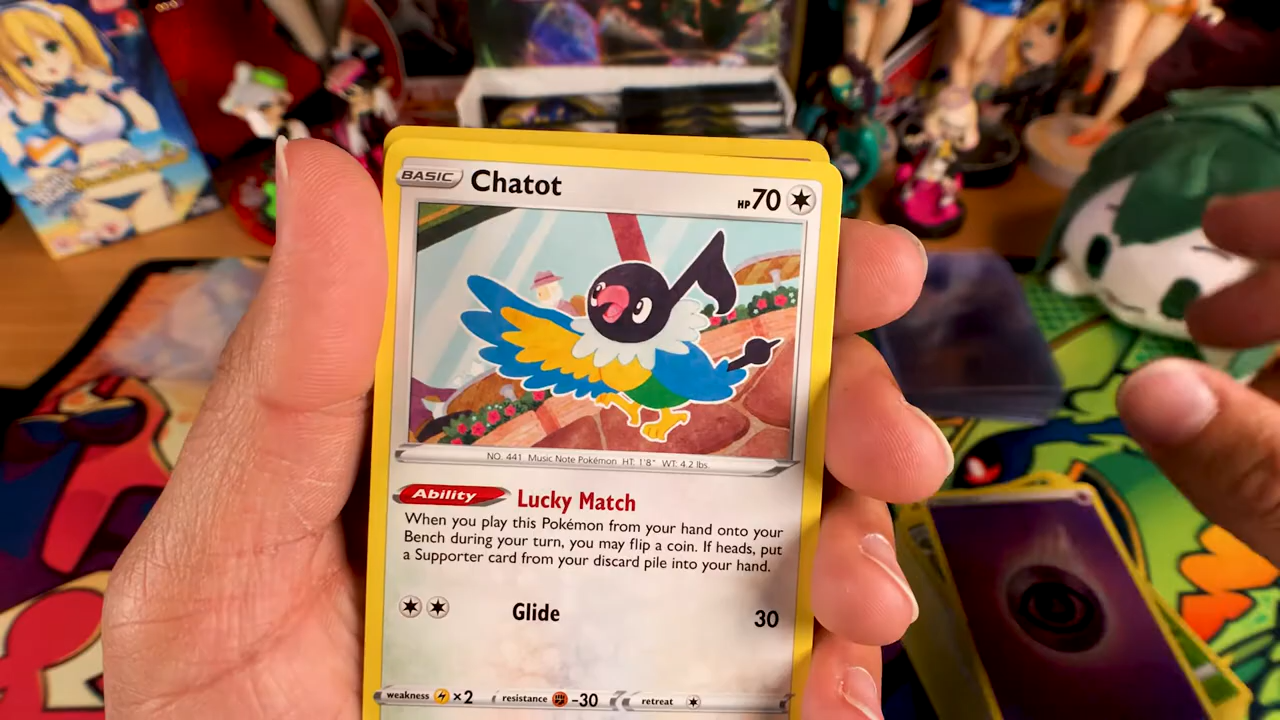 BASIC Chatot HP 70
NO. 441 Music Note Pokémon HT: 1'8" WT: 4.2 lbs.
Ability Lucky Match
When you play this Pokémon from your hand onto your
Bench during your turn, you may flip a coin. If heads, put
a Supporter card from your discard pile into your hand.
Glide 30
weakness ×2 resistance -30 retreat